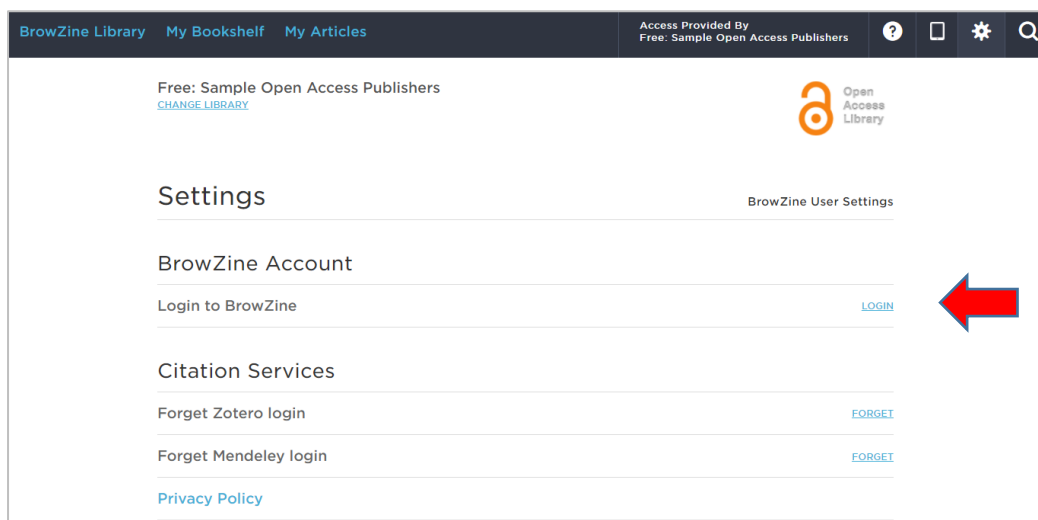 BrowZine Library My Bookshelf My Articles
Access Provided By
Free: Sample Open Access Publishers
?
Free: Sample Open Access Publishers
CHANGE LIBRARY
Open
Access
Library
Settings
BrowZine User Settings
BrowZine Account
Login to BrowZine LOGIN
Citation Services
Forget Zotero login FORGET
Forget Mendeley login FORGET
Privacy Policy